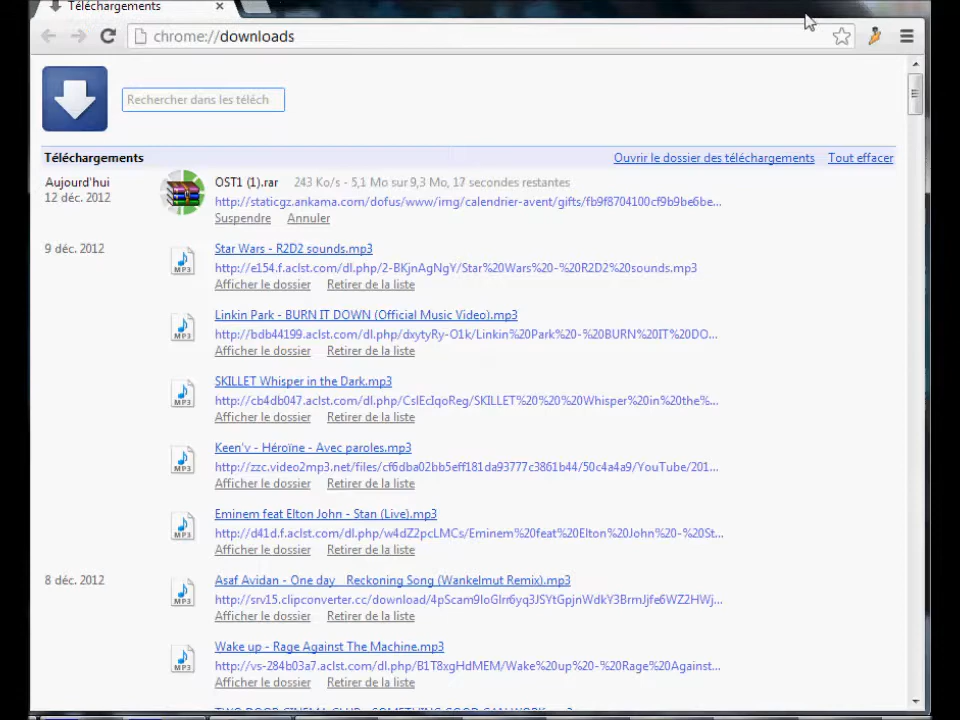 Téléchargements
chrome://downloads
Rechercher dans les téléch
Téléchargements Ouvrir le dossier des téléchargements Tout effacer
Aujourd'hui
12 déc. 2012
OST1 (1).rar 243 Ko/s - 5,1 Mo sur 9,3 Mo, 17 secondes restantes
http://staticgz.ankama.com/dofus/www/img/calendrier-avent/gifts/fb9f8704100cf9b9be6be...
Suspendre Annuler
9 déc. 2012
Star Wars - R2D2 sounds.mp3
http://e154.f.aclst.com/dl.php/2-BKjnAgNgY/Star%20Wars%20-%20R2D2%20sounds.mp3
Afficher le dossier Retirer de la liste
Linkin Park - BURN IT DOWN (Official Music Video).mp3
http://bdb44199.aclst.com/dl.php/dxytyRy-O1k/Linkin%20Park%20-%20BURN%20IT%20DO...
Afficher le dossier Retirer de la liste
SKILLET Whisper in the Dark.mp3
http://cb4db047.aclst.com/dl.php/CslEcIqoReg/SKILLET%20%20%20Whisper%20in%20the%...
Afficher le dossier Retirer de la liste
Keen'v - Héroïne - Avec paroles.mp3
http://zzc.video2mp3.net/files/cf6dba02bb5eff181da93777c3861b44/50c4a4a9/YouTube/201...
Afficher le dossier Retirer de la liste
Eminem feat Elton John - Stan (Live).mp3
http://d41d.f.aclst.com/dl.php/w4dZ2pcLMCs/Eminem%20feat%20Elton%20John%20-%20St...
Afficher le dossier Retirer de la liste
8 déc. 2012
Asaf Avidan - One day _ Reckoning Song (Wankelmut Remix).mp3
http://srv15.clipconverter.cc/download/4pScam9loGlrr6yq3JSYtGpjnWdkY3BrmJjfe6WZ2HWj...
Afficher le dossier Retirer de la liste
Wake up - Rage Against The Machine.mp3
http://vs-284b03a7.aclst.com/dl.php/B1T8xgHdMEM/Wake%20up%20-%20Rage%20Against...
Afficher le dossier Retirer de la liste
TWO DOOR CINEMA CLUB - SOMETHING GOOD CAN WORK.mp3